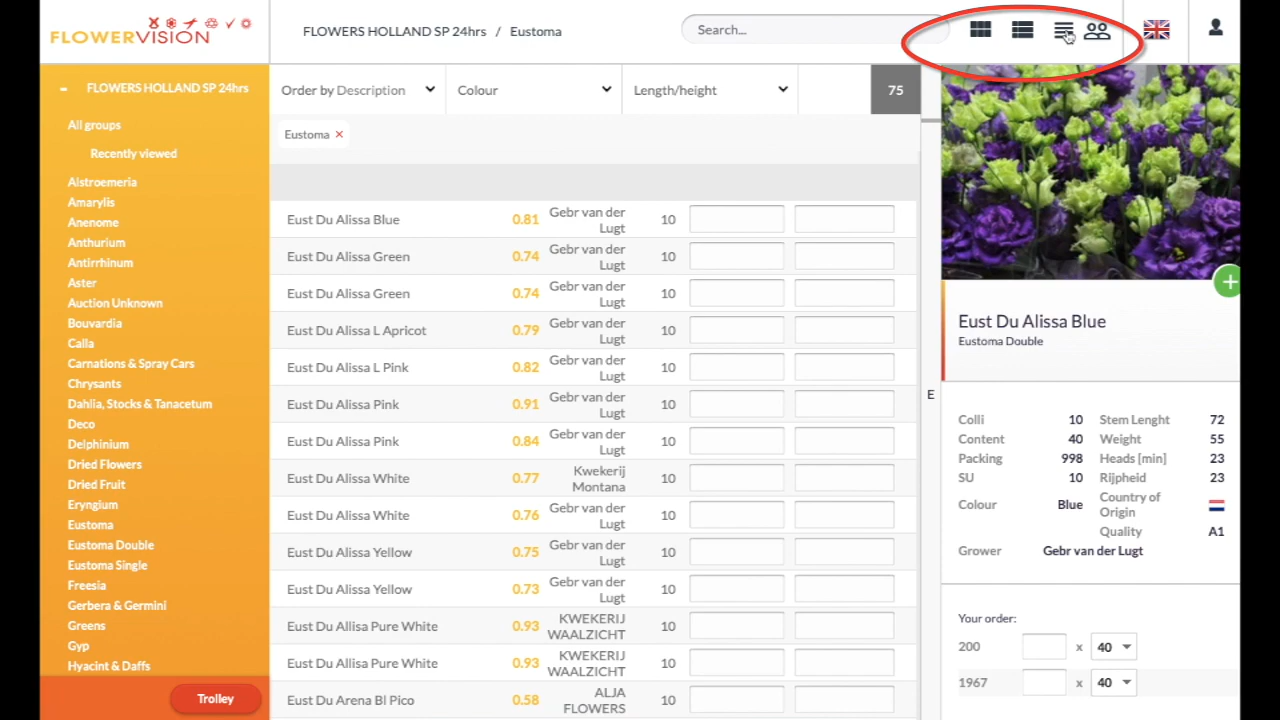 FLOWERVISION
FLOWERS HOLLAND SP 24hrs / Eustoma
Search...
- FLOWERS HOLLAND SP 24hrs
All groups
Recently viewed
Alstroemeria
Amarylis
Anenome
Anthurium
Antirrhinum
Aster
Auction Unknown
Bouvardia
Calla
Carnations & Spray Cars
Chrysants
Dahlia, Stocks & Tanacetum
Deco
Delphinium
Dried Flowers
Dried Fruit
Eryngium
Eustoma
Eustoma Double
Eustoma Single
Freesia
Gerbera & Germini
Greens
Gyp
Hyacint & Daffs
Trolley
Order by Description
Colour
Length/height
75
Eustoma ×
Eust Du Alissa Blue 0.81 Gebr van der Lugt 10
Eust Du Alissa Green 0.74 Gebr van der Lugt 10
Eust Du Alissa Green 0.74 Gebr van der Lugt 10
Eust Du Alissa L Apricot 0.79 Gebr van der Lugt 10
Eust Du Alissa L Pink 0.82 Gebr van der Lugt 10
Eust Du Alissa Pink 0.91 Gebr van der Lugt 10
Eust Du Alissa Pink 0.84 Gebr van der Lugt 10
Eust Du Alissa White 0.77 Kwekerij Montana 10
Eust Du Alissa White 0.76 Gebr van der Lugt 10
Eust Du Alissa Yellow 0.75 Gebr van der Lugt 10
Eust Du Alissa Yellow 0.73 Gebr van der Lugt 10
Eust Du Allisa Pure White 0.93 KWEKERIJ WAALZICHT 10
Eust Du Allisa Pure White 0.93 KWEKERIJ WAALZICHT 10
Eust Du Arena Bl Pico 0.58 ALJA FLOWERS 10
E
+
Eust Du Alissa Blue
Eustoma Double
Colli 10 Stem Lenght 72
Content 40 Weight 55
Packing 998 Heads [min] 23
SU 10 Rijpheid 23
Colour Blue Country of Origin
Quality A1
Grower Gebr van der Lugt
Your order:
200 x 40
1967 x 40